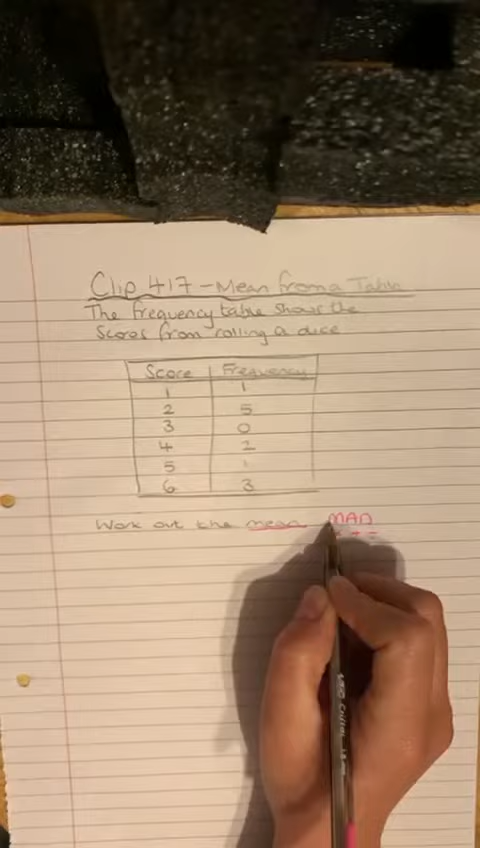 Clip 417 - Mean from a Table
The frequency table shows the
scores from rolling a dice
Score Frequency
1 1
2 5
3 0
4 2
5 1
6 3
Work out the mean MAD